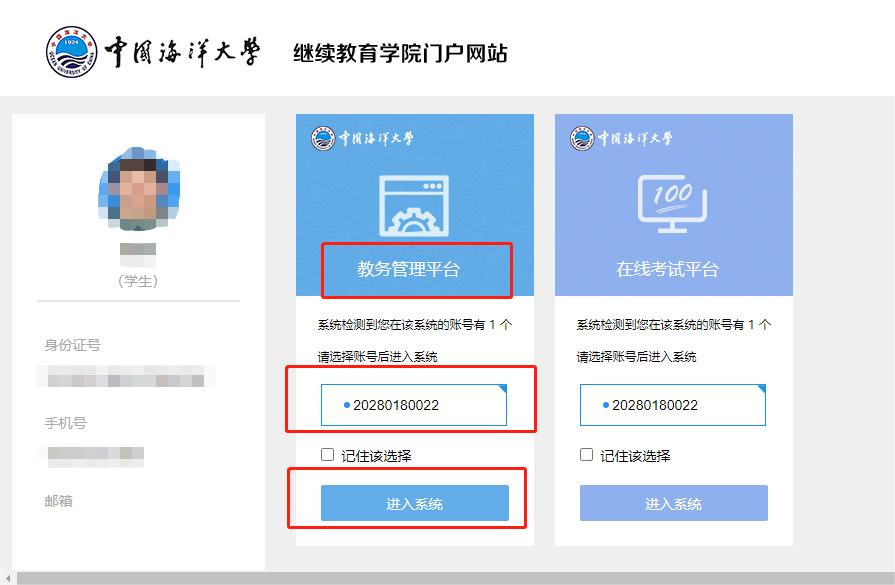 1924
OCEAN UNIVERSITY OF CHINA
中国海洋大学
继续教育学院门户网站
(学生)
身份证号
手机号
邮箱
中国海洋大学
教务管理平台
系统检测到您在该系统的账号有 1 个
请选择账号后进入系统
20280180022
记住该选择
进入系统
中国海洋大学
100
在线考试平台
系统检测到您在该系统的账号有 1 个
请选择账号后进入系统
20280180022
记住该选择
进入系统